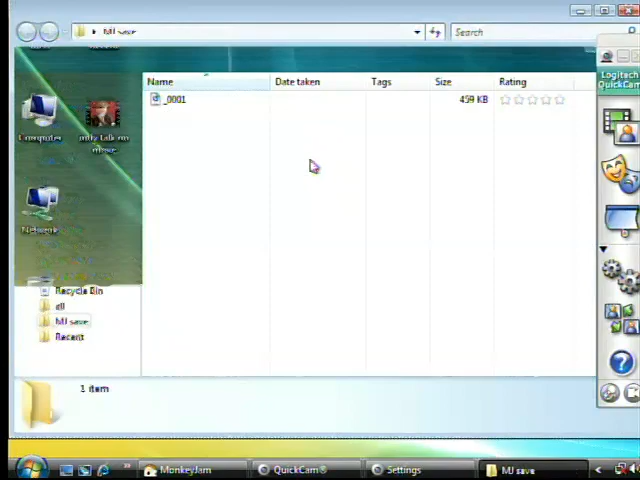 MJ save
Search
Logitech
QuickCam®
Name
Date taken
Tags
Size
Rating
_0001
459 KB
Computer
Network
Recycle Bin
all
MJ save
Recent
1 item
MonkeyJam
QuickCam®
Settings
MJ save